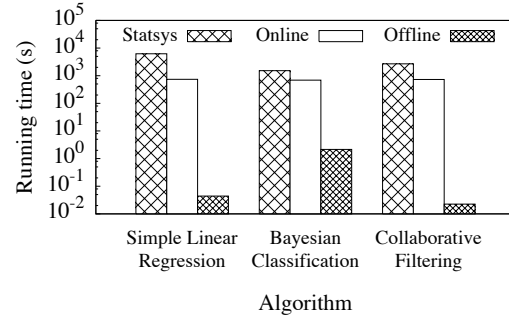 Statsys Online Offline
Running time (s)
10^5
10^4
10^3
10^2
10^1
10^0
10^-1
10^-2
Simple Linear Regression
Bayesian Classification
Collaborative Filtering
Algorithm